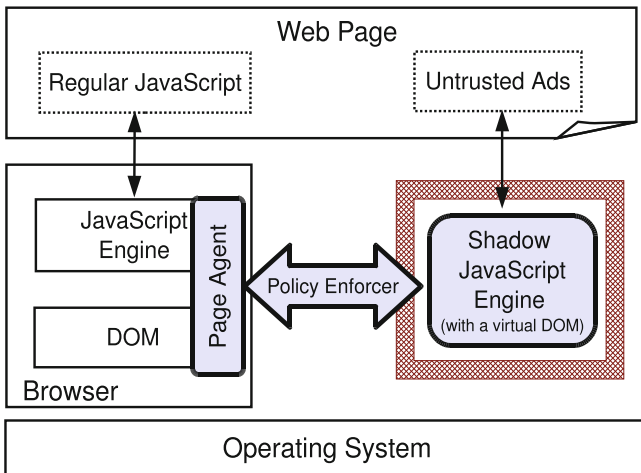 Web Page
Regular JavaScript
Untrusted Ads
JavaScript
Engine
Page Agent
DOM
Browser
Policy Enforcer
Shadow
JavaScript
Engine
(with a virtual DOM)
Operating System